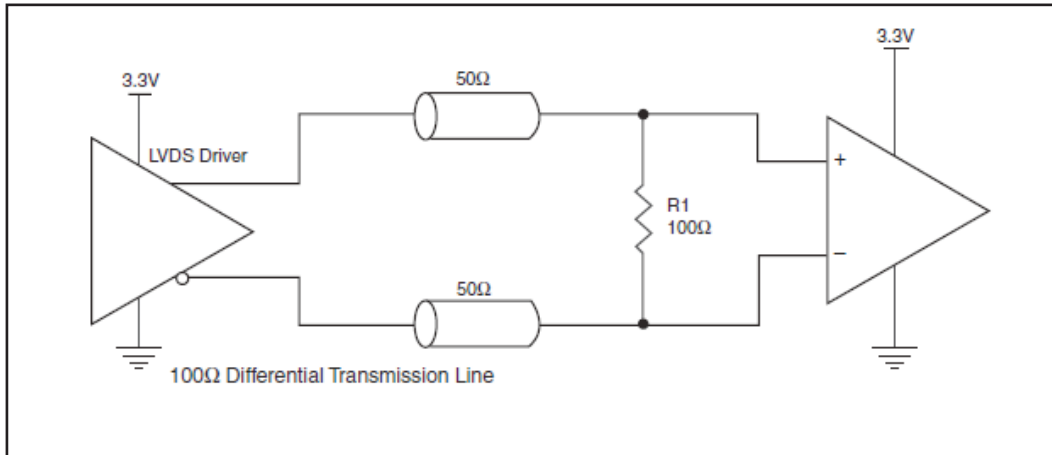 3.3V
3.3V
50Ω
LVDS Driver
+
R1
100Ω
−
50Ω
100Ω Differential Transmission Line